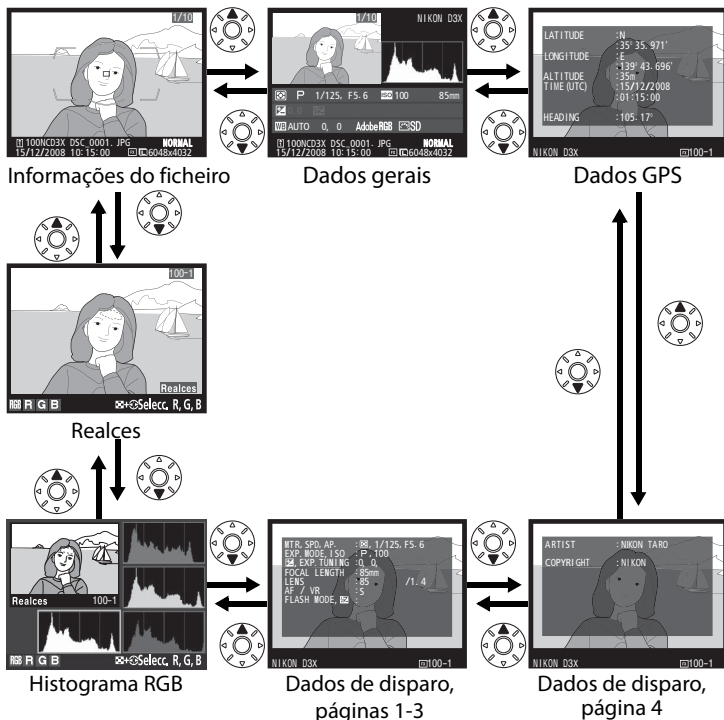 1/10
100NCD3X DSC_0001. JPG NORMAL
15/12/2008 10:15:00 6048x4032
Informações do ficheiro
1/10 NIKON D3X
P 1/125, F5. 6 ISO 100 85mm
0. 0
WB AUTO 0, 0 AdobeRGB SD
100NCD3X DSC_0001. JPG NORMAL
15/12/2008 10:15:00 6048x4032
Dados gerais
LATITUDE :N
:35° 35. 971'
LONGITUDE :E
:139° 43. 696'
ALTITUDE :35m
TIME (UTC) :15/12/2008
:01:15:00
HEADING :105. 17°
NIKON D3X 100-1
Dados GPS
100-1
Realces
RGB R G B Selecc. R, G, B
Realces
Realces 100-1
RGB R G B Selecc. R, G, B
Histograma RGB
MTR, SPD, AP. : , 1/125, F5. 6
EXP. MODE, ISO :P, 100
, EXP. TUNING :0. 0,
FOCAL LENGTH :85mm
LENS :85 /1. 4
AF / VR :S
FLASH MODE, :
NIKON D3X 100-1
Dados de disparo,
páginas 1-3
ARTIST :NIKON TARO
COPYRIGHT :NIKON
NIKON D3X 100-1
Dados de disparo,
página 4